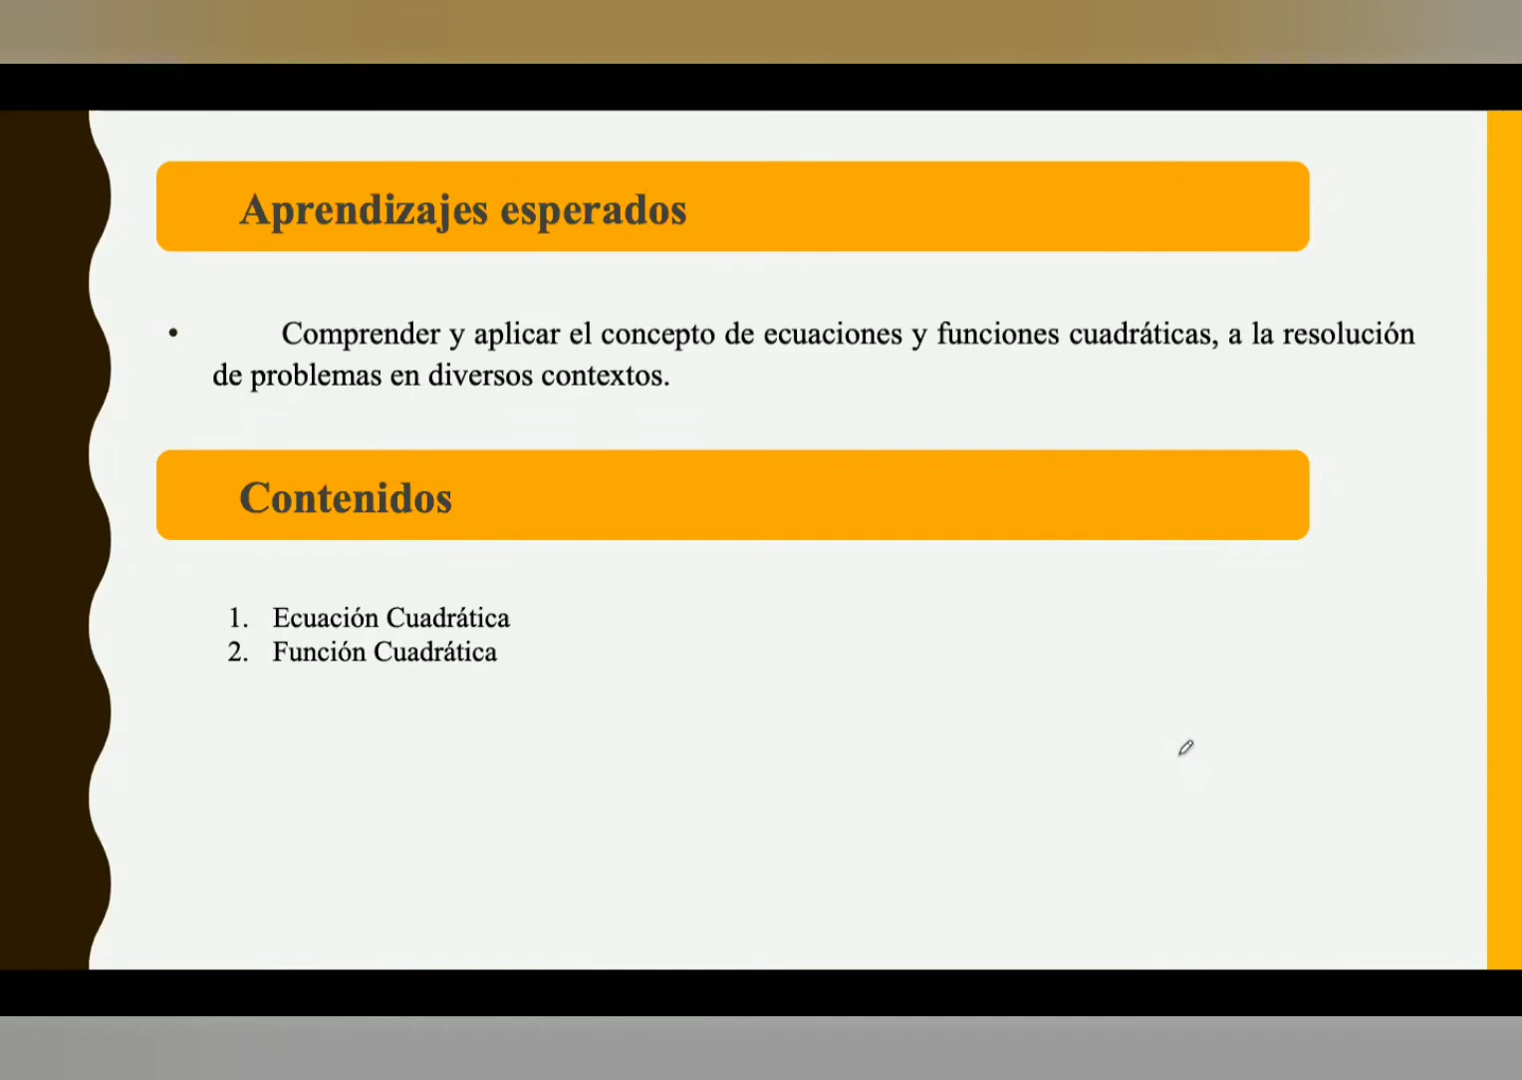 Aprendizajes esperados
• Comprender y aplicar el concepto de ecuaciones y funciones cuadráticas, a la resolución
de problemas en diversos contextos.
Contenidos
1. Ecuación Cuadrática
2. Función Cuadrática